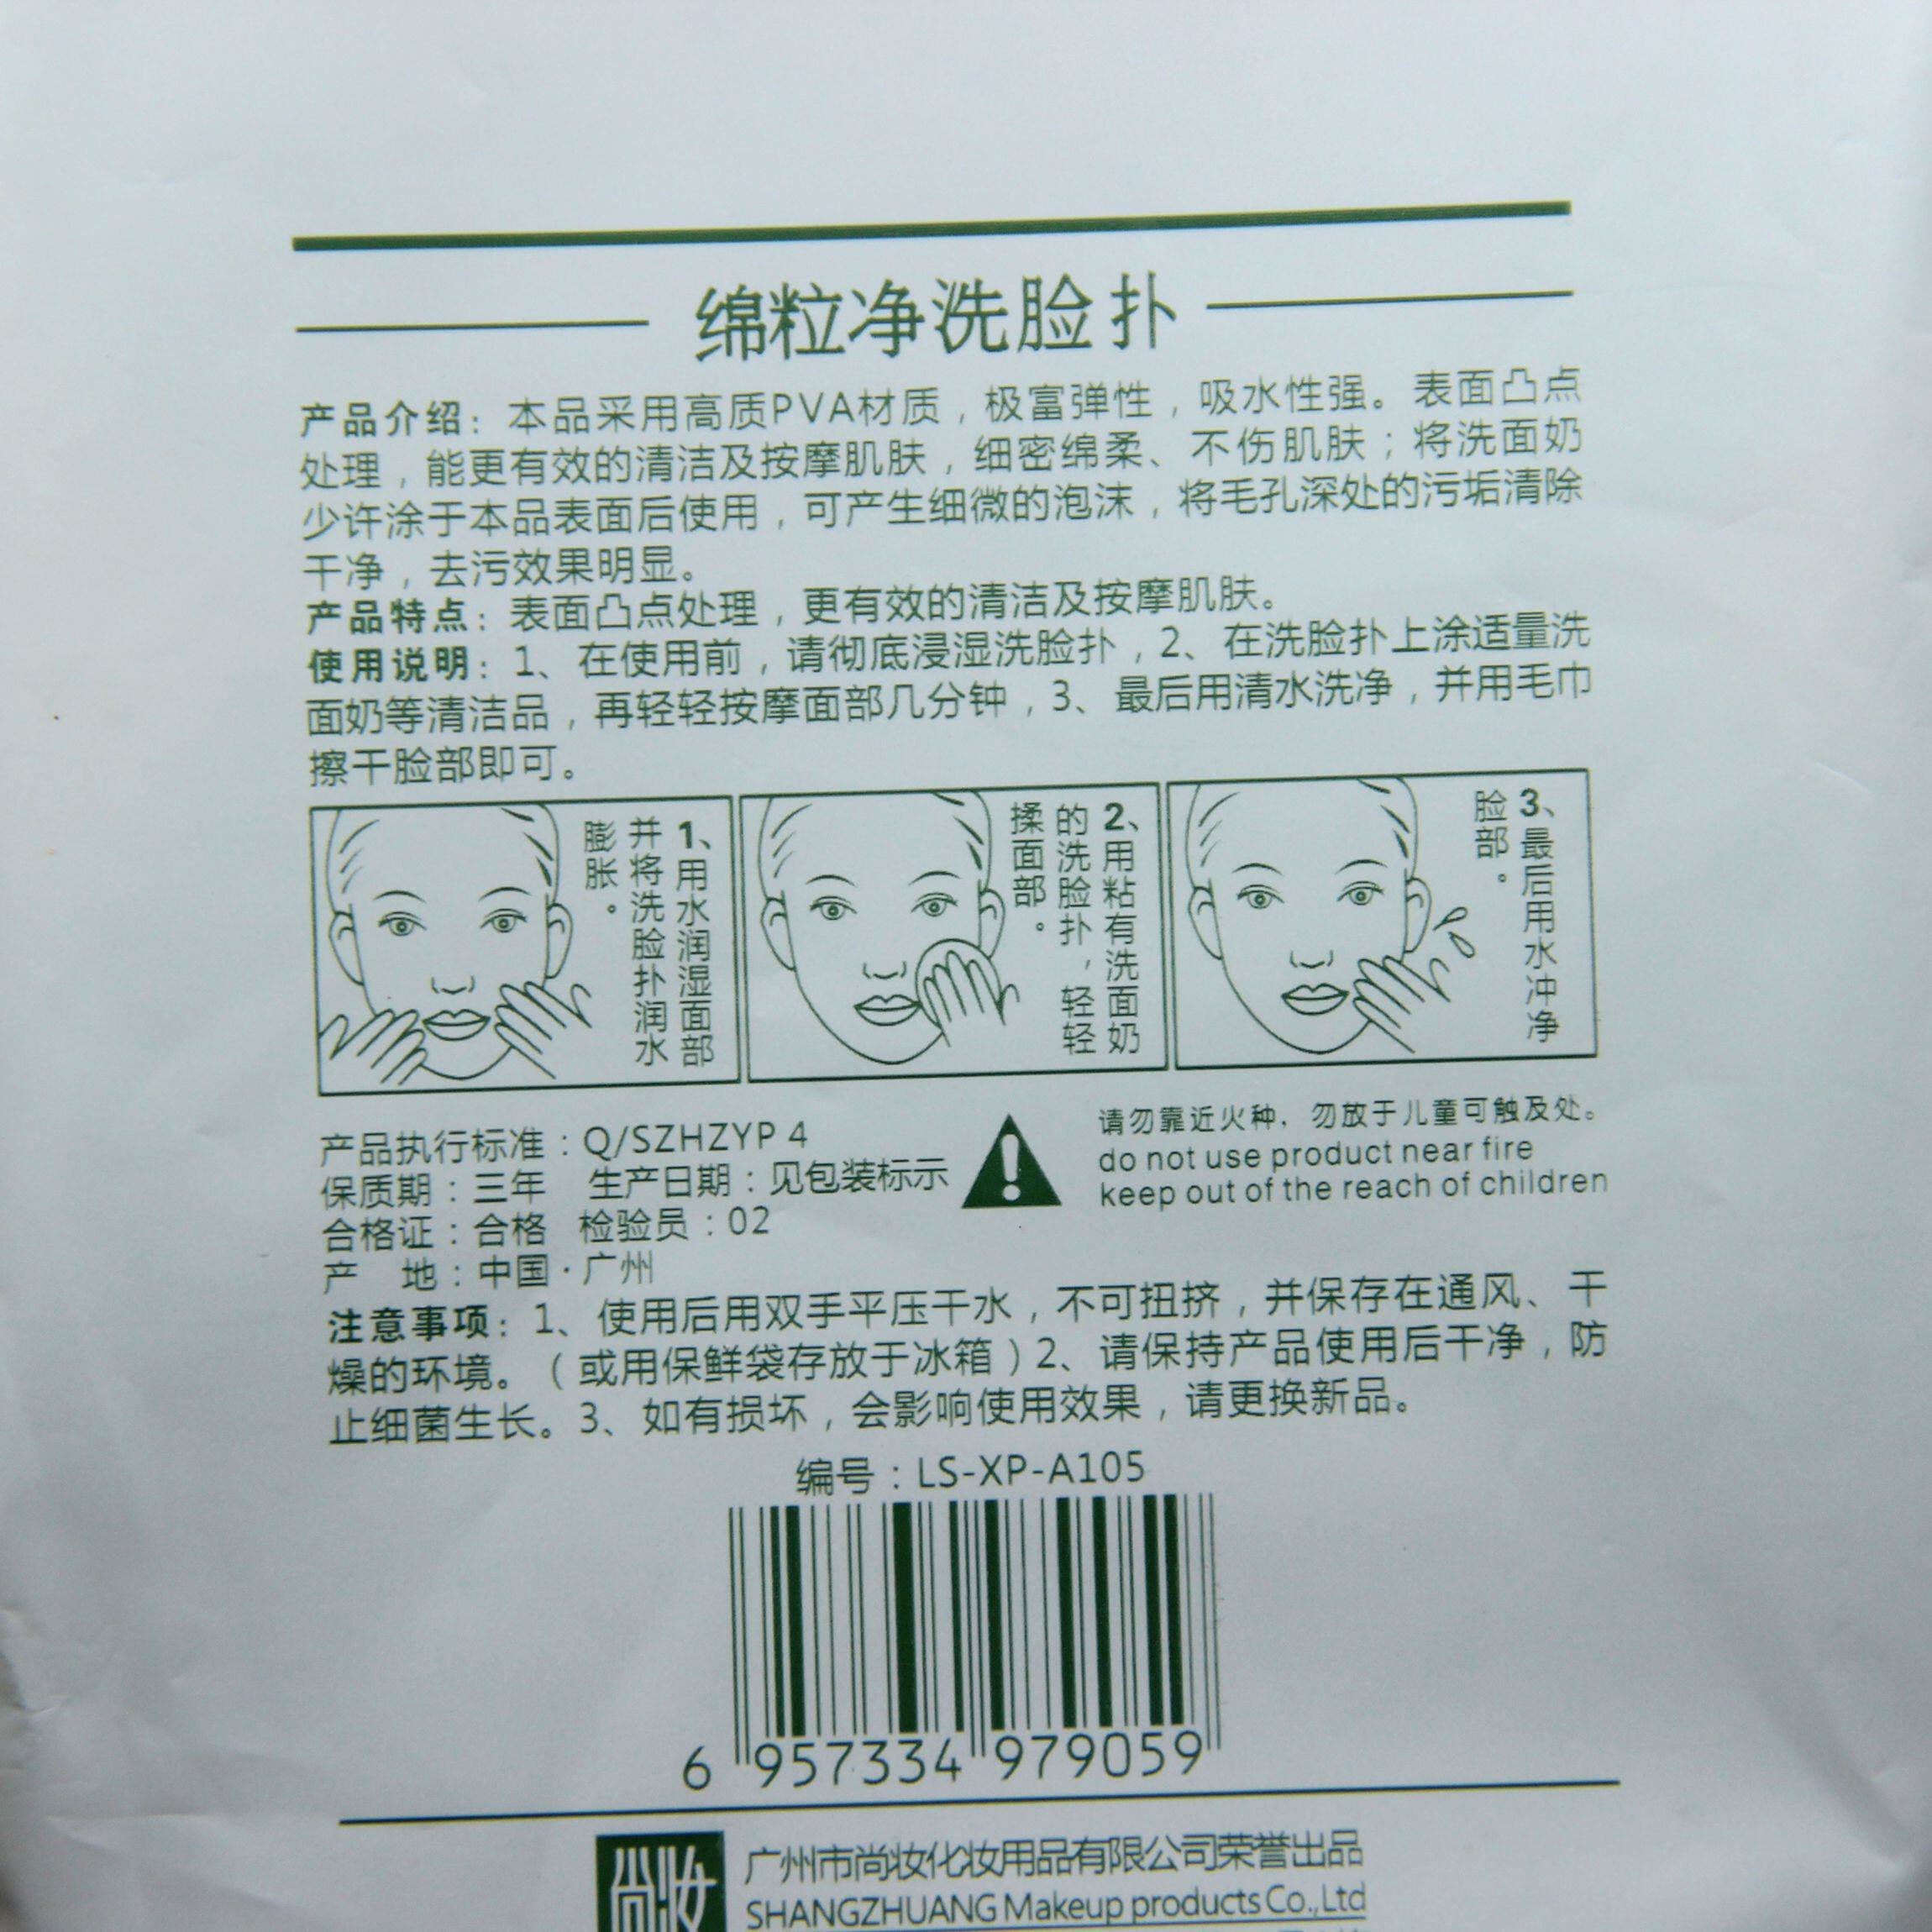 绵粒净洗脸扑
产品介绍：本品采用高质PVA材质，极富弹性，吸水性强。表面凸点
处理，能更有效的清洁及按摩肌肤，细密绵柔、不伤肌肤；将洗面奶
少许涂于本品表面后使用，可产生细微的泡沫，将毛孔深处的污垢清除
干净，去污效果明显。
产品特点：表面凸点处理，更有效的清洁及按摩肌肤。
使用说明：1、在使用前，请彻底浸湿洗脸扑，2、在洗脸扑上涂适量洗
面奶等清洁品，再轻轻按摩面部几分钟，3、最后用清水洗净，并用毛巾
擦干脸部即可。
1、用水润湿面部
并将洗脸扑润水
膨胀。
2、用粘有洗面奶
的洗脸扑，轻轻
揉面部。
3、最后用水冲净
脸部。
产品执行标准：Q/SZHZYP 4
保质期：三年 生产日期：见包装标示
合格证：合格 检验员：02
产 地：中国·广州
请勿靠近火种，勿放于儿童可触及处。
do not use product near fire
keep out of the reach of children
注意事项：1、使用后用双手平压干水，不可扭挤，并保存在通风、干
燥的环境。（或用保鲜袋存放于冰箱）2、请保持产品使用后干净，防
止细菌生长。3、如有损坏，会影响使用效果，请更换新品。
编号：LS-XP-A105
6 957334 979059
尚妆
广州市尚妆化妆用品有限公司荣誉出品
SHANGZHUANG Makeup products Co.,Ltd